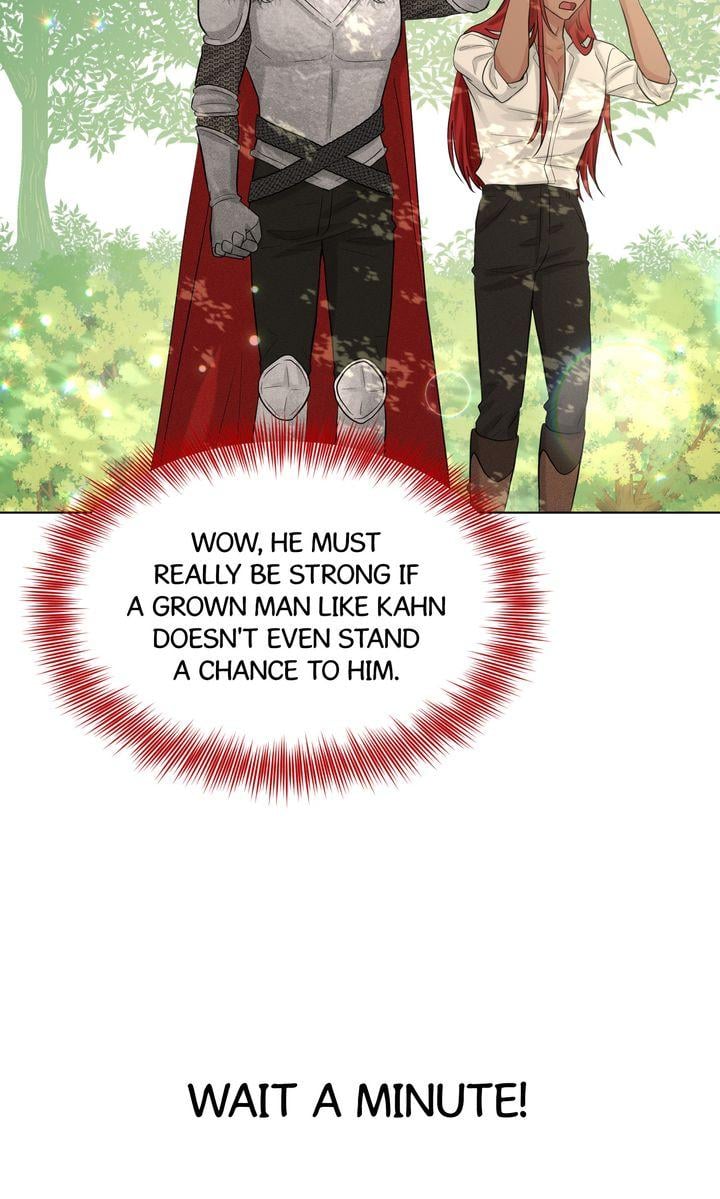 WOW, HE MUST
REALLY BE STRONG IF
A GROWN MAN LIKE KAHN
DOESN'T EVEN STAND
A CHANCE TO HIM.
WAIT A MINUTE!